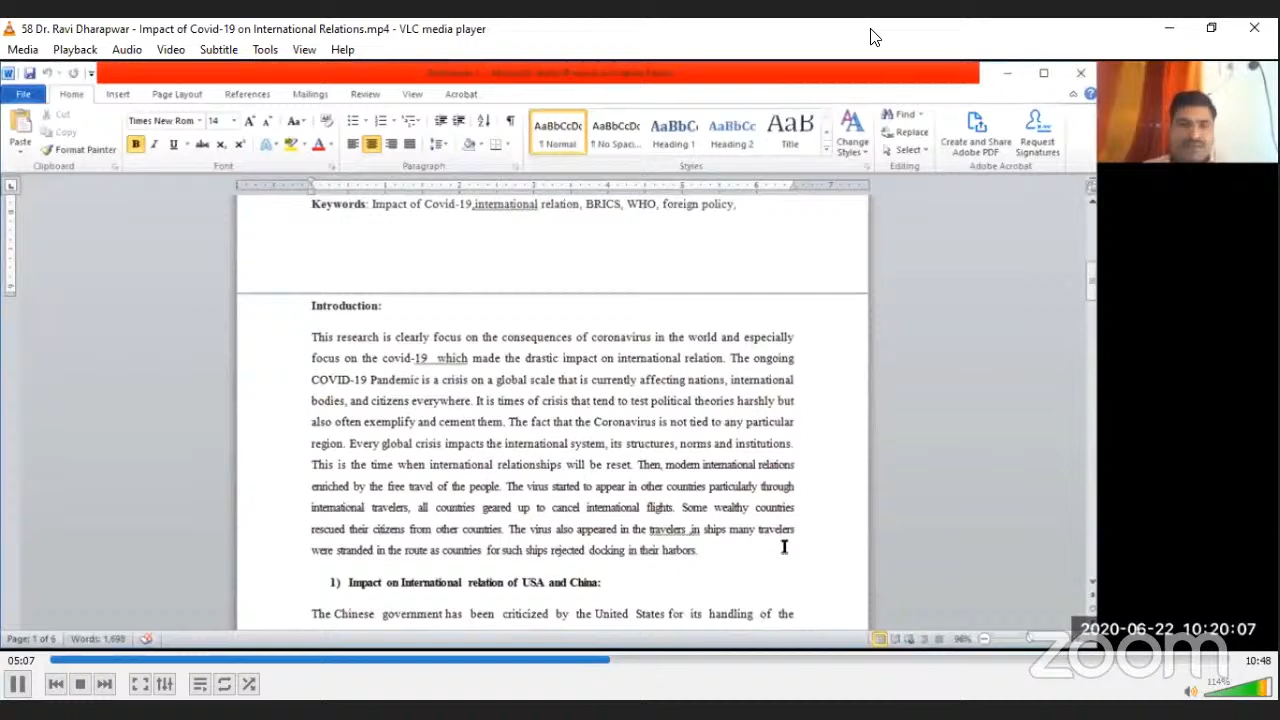 58 Dr. Ravi Dharapwar - Impact of Covid-19 on International Relations.mp4 - VLC media player
Media Playback Audio Video Subtitle Tools View Help
File Home Insert Page Layout References Mailings Review View Acrobat
Paste
Cut
Copy
Format Painter
Clipboard
Times New Rom 14
Font
Paragraph
AaBbCcDc AaBbCcDc AaBbC AaBbCc AaB
¶ Normal ¶ No Spaci... Heading 1 Heading 2 Title
Change Styles
Styles
Find
Replace
Select
Editing
Create and Share Adobe PDF
Request Signatures
Adobe Acrobat
Keywords: Impact of Covid-19,international relation, BRICS, WHO, foreign policy,
Introduction:
This research is clearly focus on the consequences of coronavirus in the world and especially
focus on the covid-19 which made the drastic impact on international relation. The ongoing
COVID-19 Pandemic is a crisis on a global scale that is currently affecting nations, international
bodies, and citizens everywhere. It is times of crisis that tend to test political theories harshly but
also often exemplify and cement them. The fact that the Coronavirus is not tied to any particular
region. Every global crisis impacts the international system, its structures, norms and institutions.
This is the time when international relationships will be reset. Then, modern international relations
enriched by the free travel of the people. The virus started to appear in other countries particularly through
international travelers, all countries geared up to cancel international flights. Some wealthy countries
rescued their citizens from other countries. The virus also appeared in the travelers ,in ships many travelers
were stranded in the route as countries for such ships rejected docking in their harbors.
1) Impact on International relation of USA and China:
The Chinese government has been criticized by the United States for its handling of the
Page: 1 of 6 Words: 1,698 96%
2020-06-22 10:20:07
zoom
05:07 10:48
114%